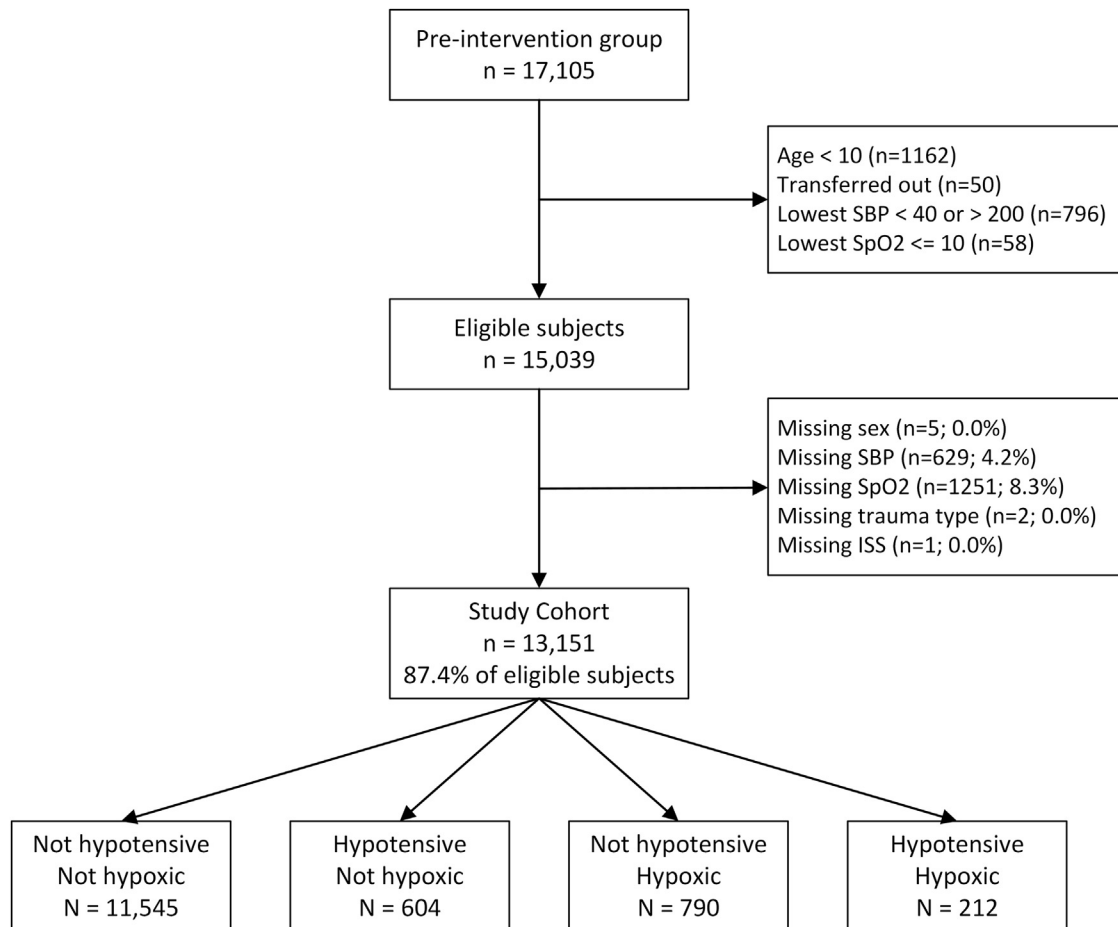 Pre-intervention group
n = 17,105
Age < 10 (n=1162)
Transferred out (n=50)
Lowest SBP < 40 or > 200 (n=796)
Lowest SpO2 <= 10 (n=58)
Eligible subjects
n = 15,039
Missing sex (n=5; 0.0%)
Missing SBP (n=629; 4.2%)
Missing SpO2 (n=1251; 8.3%)
Missing trauma type (n=2; 0.0%)
Missing ISS (n=1; 0.0%)
Study Cohort
n = 13,151
87.4% of eligible subjects
Not hypotensive
Not hypoxic
N = 11,545
Hypotensive
Not hypoxic
N = 604
Not hypotensive
Hypoxic
N = 790
Hypotensive
Hypoxic
N = 212